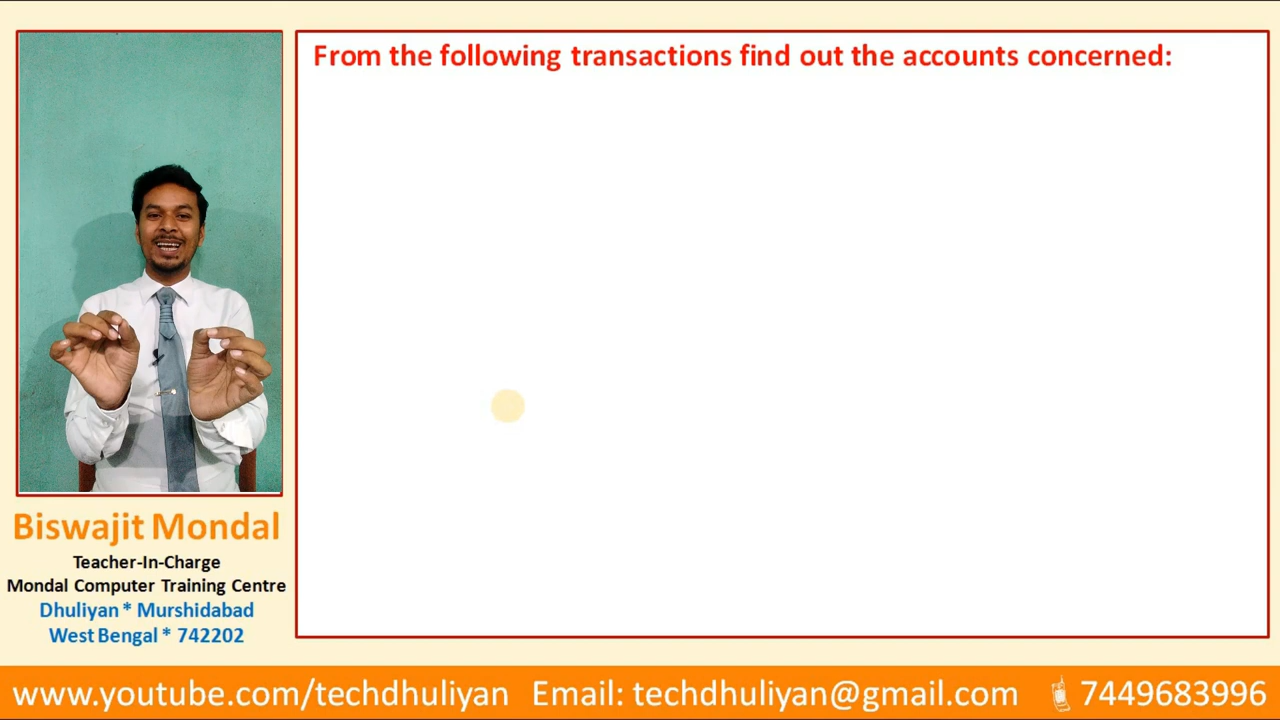 From the following transactions find out the accounts concerned:
Biswajit Mondal
Teacher-In-Charge
Mondal Computer Training Centre
Dhuliyan * Murshidabad
West Bengal * 742202
www.youtube.com/techdhuliyan Email: techdhuliyan@gmail.com 7449683996